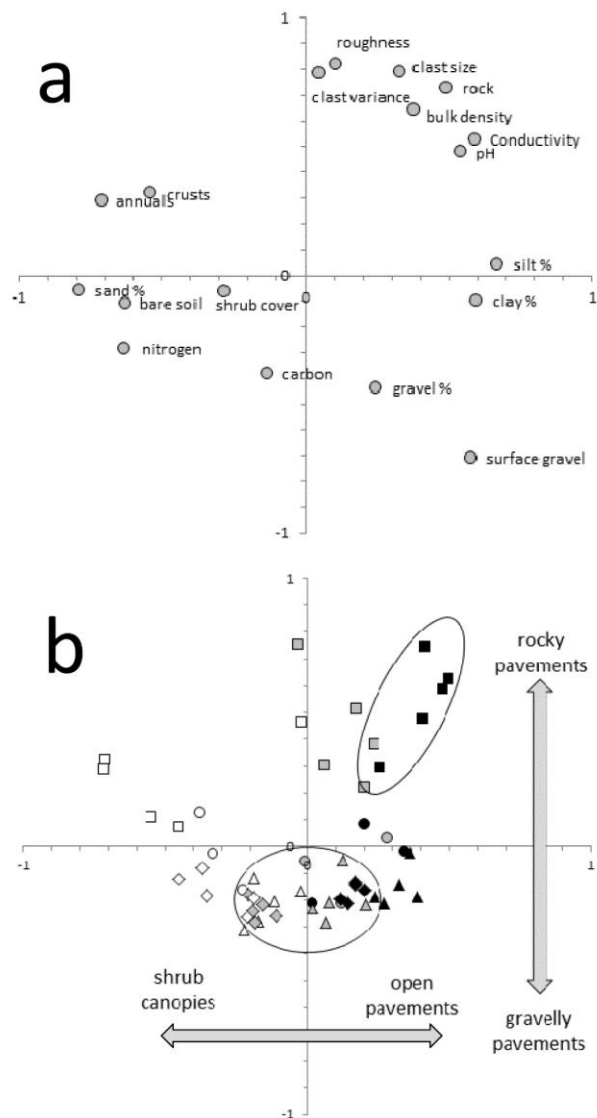 a
1
roughness
clast size
clast variance
rock
bulk density
Conductivity
pH
crusts
annualls
silt %
-1
0
0
1
sand %
bare soil
shrub cover
clay %
nitrogen
carbon
gravel %
surface gravel
-1
b
1
rocky
pavements
-1
0
0
1
shrub
canopies
open
pavements
gravelly
pavements
-1